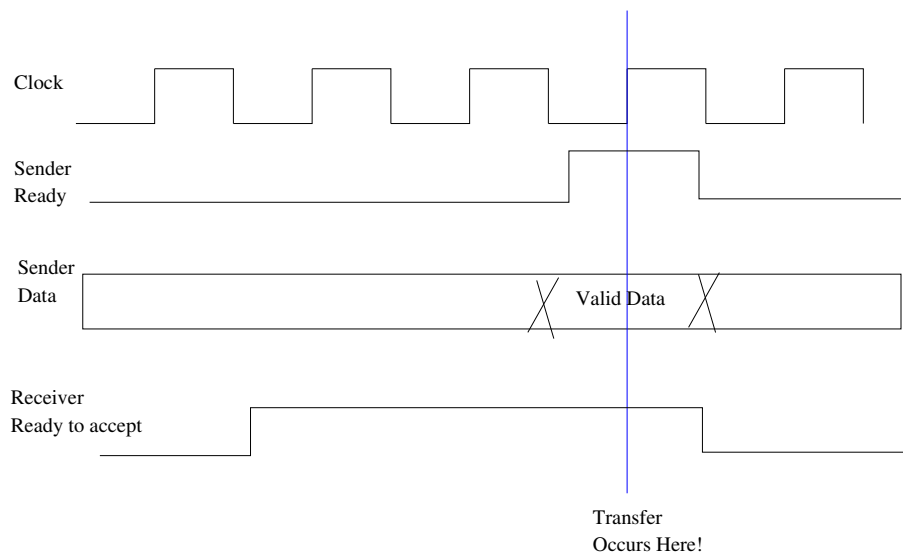 Clock
Sender
Ready
Sender
Data
Valid Data
Receiver
Ready to accept
Transfer
Occurs Here!